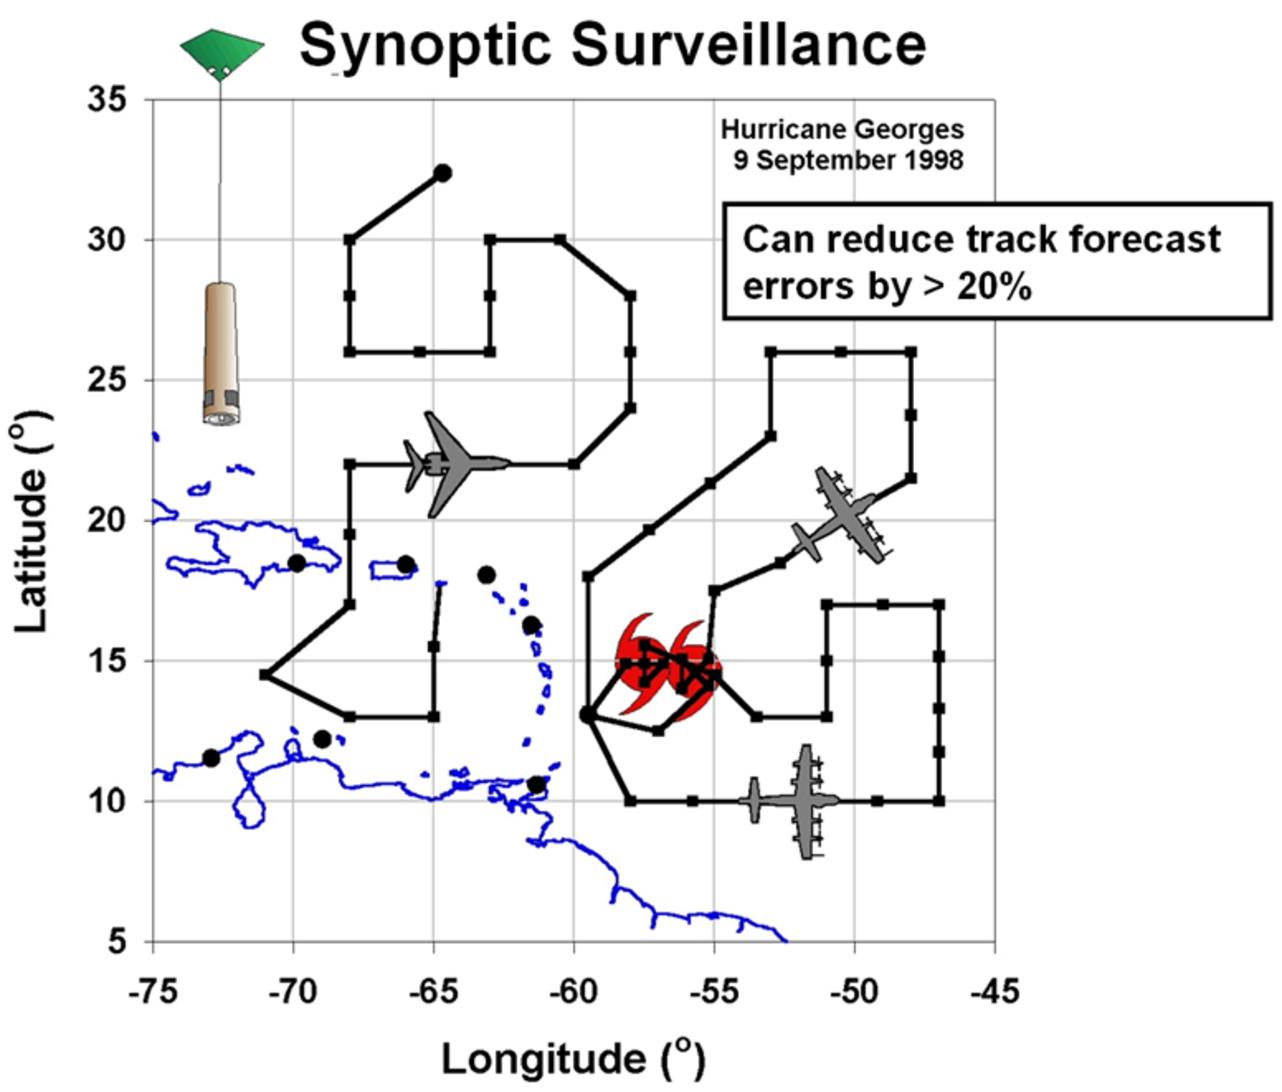 Synoptic Surveillance
Hurricane Georges
9 September 1998
Can reduce track forecast
errors by > 20%
35
30
25
20
15
10
5
Latitude (°)
-75 -70 -65 -60 -55 -50 -45
Longitude (°)